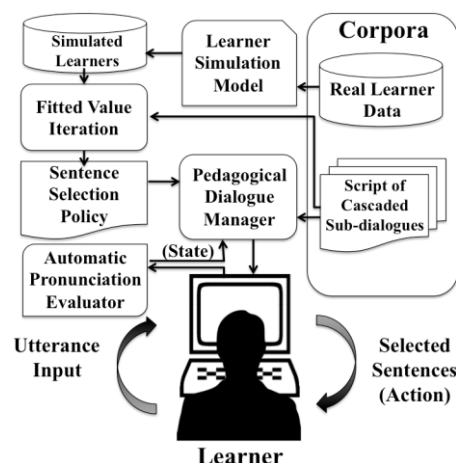 Simulated
Learners
Learner
Simulation
Model
Corpora
Real Learner
Data
Fitted Value
Iteration
Sentence
Selection
Policy
Pedagogical
Dialogue
Manager
Script of
Cascaded
Sub-dialogues
(State)
Automatic
Pronunciation
Evaluator
Utterance
Input
Selected
Sentences
(Action)
Learner